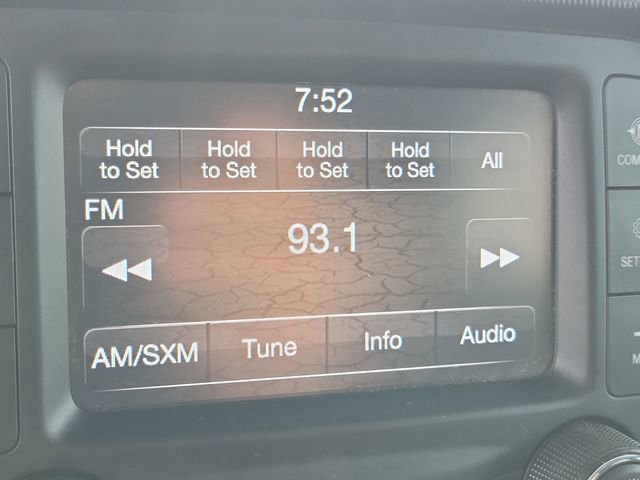 7:52
Hold to Set
Hold to Set
Hold to Set
Hold to Set
All
FM
93.1
AM/SXM
Tune
Info
Audio